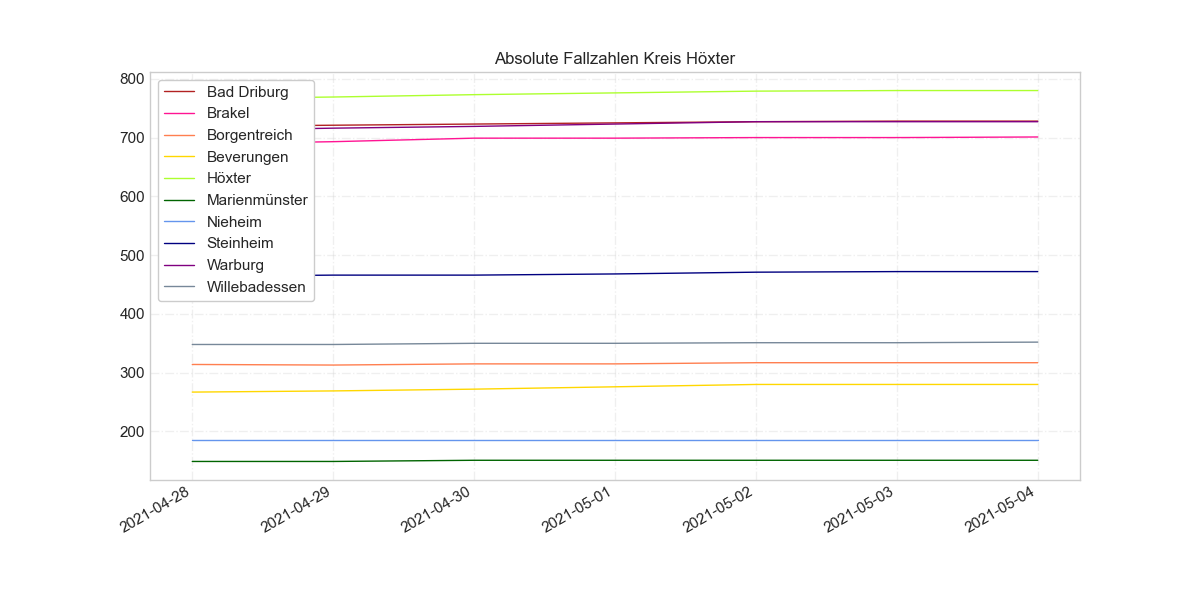 Absolute Fallzahlen Kreis Höxter
800
700
600
500
400
300
200
Bad Driburg
Brakel
Borgentreich
Beverungen
Höxter
Marienmünster
Nieheim
Steinheim
Warburg
Willebadessen
2021-04-28
2021-04-29
2021-04-30
2021-05-01
2021-05-02
2021-05-03
2021-05-04